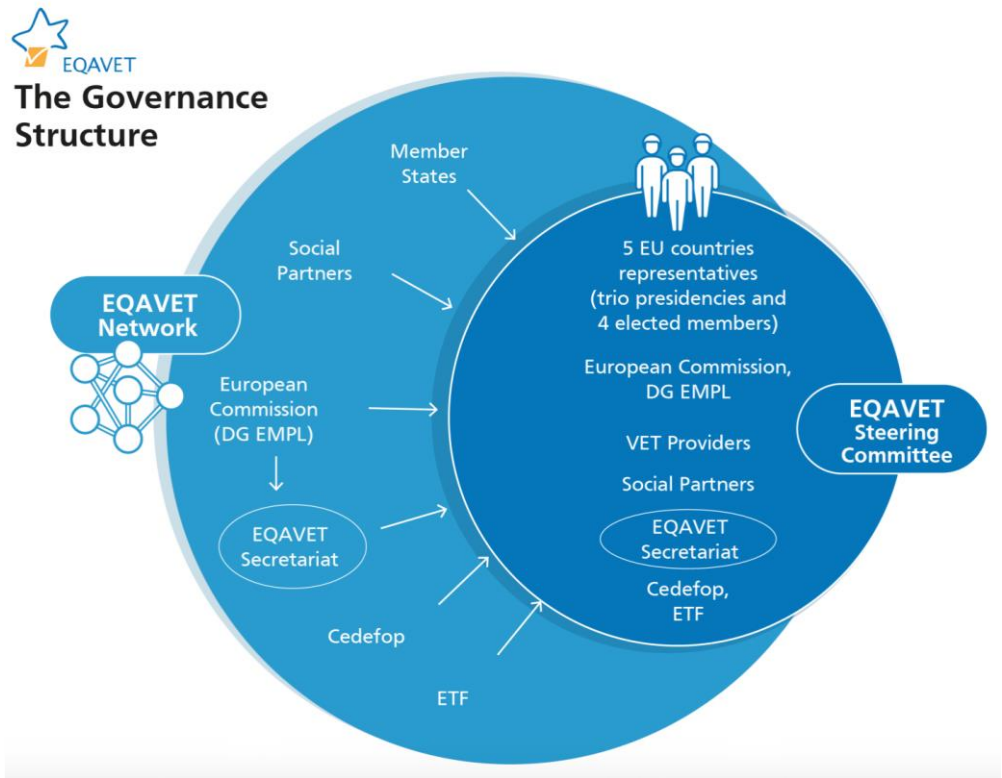 EQAVET
The Governance
Structure
Member
States
Social
Partners
EQAVET
Network
European
Commission
(DG EMPL)
EQAVET
Secretariat
Cedefop
ETF
5 EU countries
representatives
(trio presidencies and
4 elected members)
European Commission,
DG EMPL
VET Providers
Social Partners
EQAVET
Secretariat
Cedefop,
ETF
EQAVET
Steering
Committee